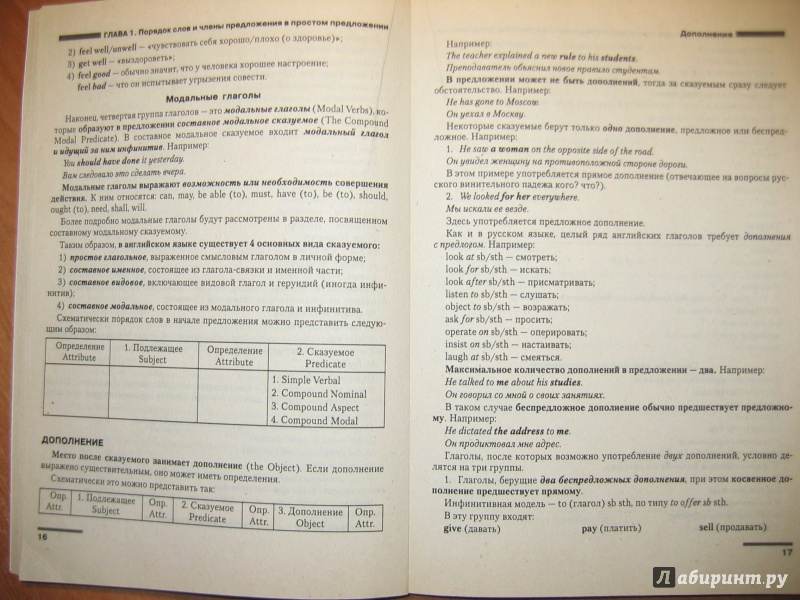 ГЛАВА 1. Порядок слов и члены предложения в простом предложении
2) feel well/unwell — «чувствовать себя хорошо/плохо (о здоровье)»;
3) get well — «выздороветь»;
4) feel good — обычно значит, что у человека хорошее настроение;
feel bad — что он испытывает угрызения совести.
Модальные глаголы
Наконец, четвертая группа глаголов — это модальные глаголы (Modal Verbs), ко-
торые образуют в предложении составное модальное сказуемое (The Compound
Modal Predicate). В составное модальное сказуемое входит модальный глагол
и идущий за ним инфинитив. Например:
You should have done it yesterday.
Вам следовало это сделать вчера.
Модальные глаголы выражают возможность или необходимость совершения
действия. К ним относятся: can, may, be able (to), must, have (to), be (to), should,
ought (to), need, shall, will.
Более подробно модальные глаголы будут рассмотрены в разделе, посвященном
составному модальному сказуемому.
Таким образом, в английском языке существует 4 основных вида сказуемого:
1) простое глагольное, выраженное смысловым глаголом в личной форме;
2) составное именное, состоящее из глагола-связки и именной части;
3) составное видовое, включающее видовой глагол и герундий (иногда инфи-
нитив);
4) составное модальное, состоящее из модального глагола и инфинитива.
Схематически порядок слов в начале предложения можно представить следую-
щим образом:
Определение 1. Подлежащее Определение 2. Сказуемое
Attribute Subject Attribute Predicate
1. Simple Verbal
2. Compound Nominal
3. Compound Aspect
4. Compound Modal
ДОПОЛНЕНИЕ
Место после сказуемого занимает дополнение (the Object). Если дополнение
выражено существительным, оно может иметь определения.
Схематически это можно представить так:
Опр. 1. Подлежащее Опр. 2. Сказуемое Опр. 3. Дополнение Опр.
Attr. Subject Attr. Predicate Attr. Object Attr.
16
Дополнение
Например:
The teacher explained a new rule to his students.
Преподаватель объяснил новое правило студентам.
В предложении может не быть дополнений, тогда за сказуемым сразу следует
обстоятельство. Например:
He has gone to Moscow.
Он уехал в Москву.
Некоторые сказуемые берут только одно дополнение, предложное или беспред-
ложное. Например:
1. He saw a woman on the opposite side of the road.
Он увидел женщину на противоположной стороне дороги.
В этом примере употребляется прямое дополнение (отвечающее на вопросы рус-
ского винительного падежа кого? что?).
2. We looked for her everywhere.
Мы искали ее везде.
Здесь употребляется предложное дополнение.
Как и в русском языке, целый ряд английских глаголов требует дополнения
с предлогом. Например:
look at sb/sth — смотреть;
look for sb/sth — искать;
look after sb/sth — присматривать;
listen to sb/sth — слушать;
object to sb/sth — возражать;
ask for sb/sth — просить;
operate on sb/sth — оперировать;
insist on sb/sth — настаивать;
laugh at sb/sth — смеяться.
Максимальное количество дополнений в предложении — два. Например:
He talked to me about his studies.
Он говорил со мной о своих занятиях.
В таком случае беспредложное дополнение обычно предшествует предложно-
му. Например:
He dictated the address to me.
Он продиктовал мне адрес.
Глаголы, после которых возможно употребление двух дополнений, условно де-
лятся на три группы.
1. Глаголы, берущие два беспредложных дополнения, при этом косвенное до-
полнение предшествует прямому.
Инфинитивная модель — to (глагол) sb sth, по типу to offer sb sth.
В эту группу входят:
give (давать) pay (платить) sell (продавать)
17
Лабиринт.ру